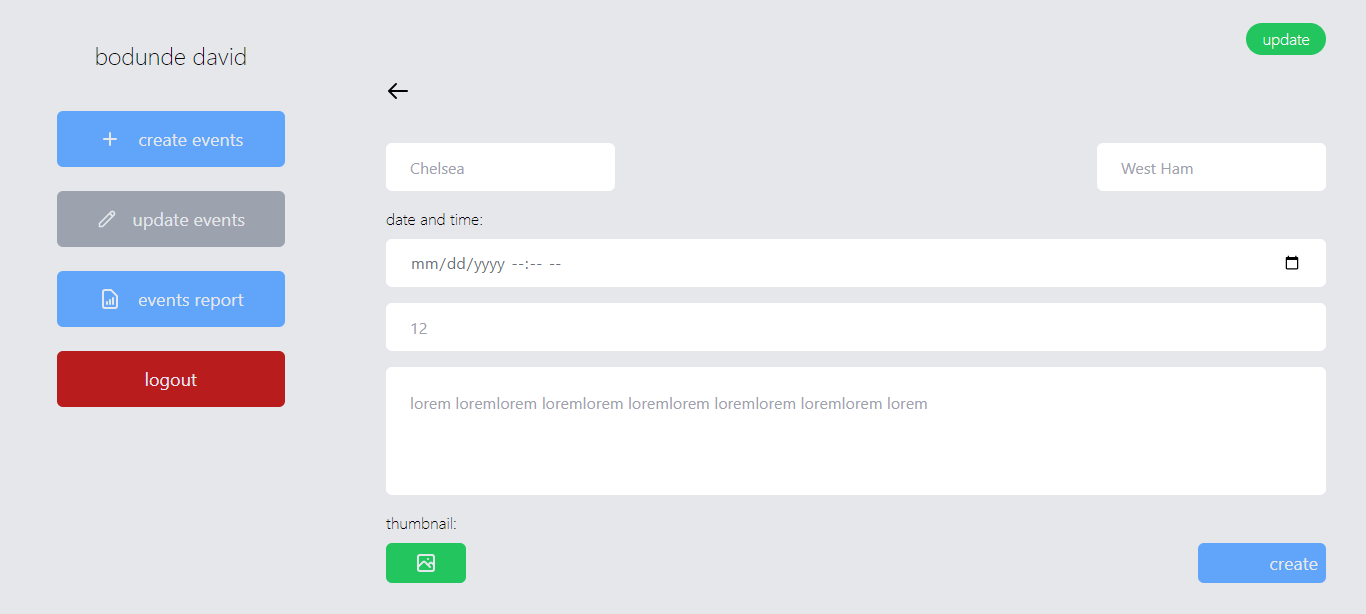 bodunde david
create events
update events
events report
logout
update
Chelsea
West Ham
date and time:
mm/dd/yyyy --:-- --
12
lorem loremlorem loremlorem loremlorem loremlorem loremlorem lorem
thumbnail:
create